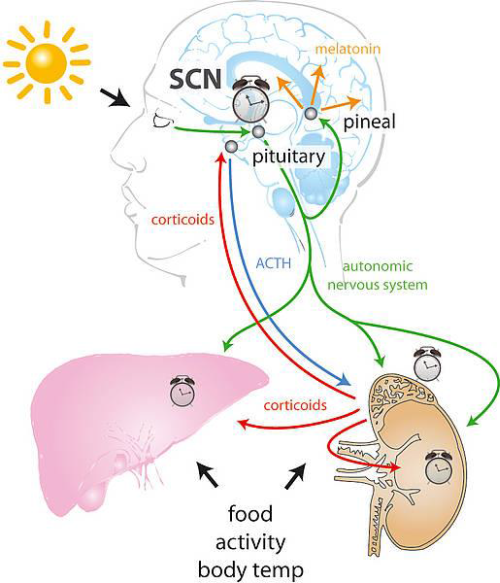 melatonin
SCN
pineal
pituitary
corticoids
ACTH
autonomic
nervous system
corticoids
food
activity
body temp